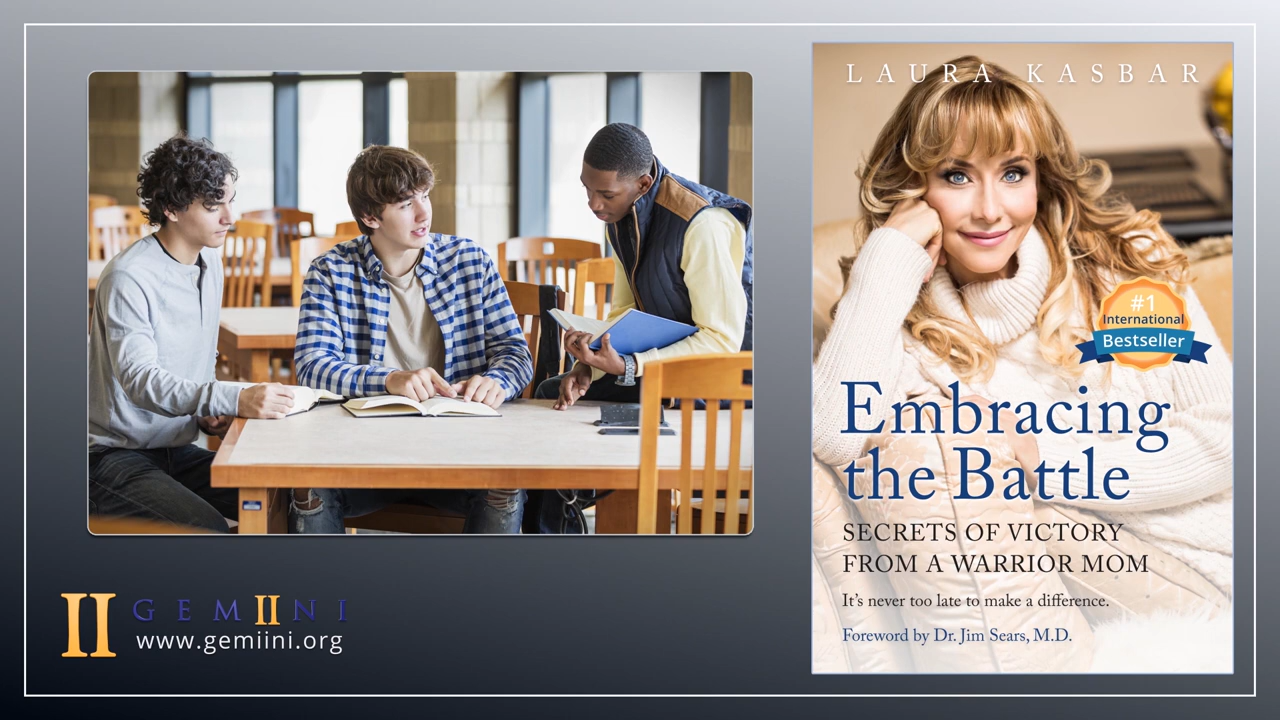 LAURA KASBAR
#1
International
Bestseller
Embracing
the Battle
SECRETS OF VICTORY
FROM A WARRIOR MOM
It's never too late to make a difference.
Foreword by Dr. Jim Sears, M.D.
II GEMIINI
www.gemiini.org